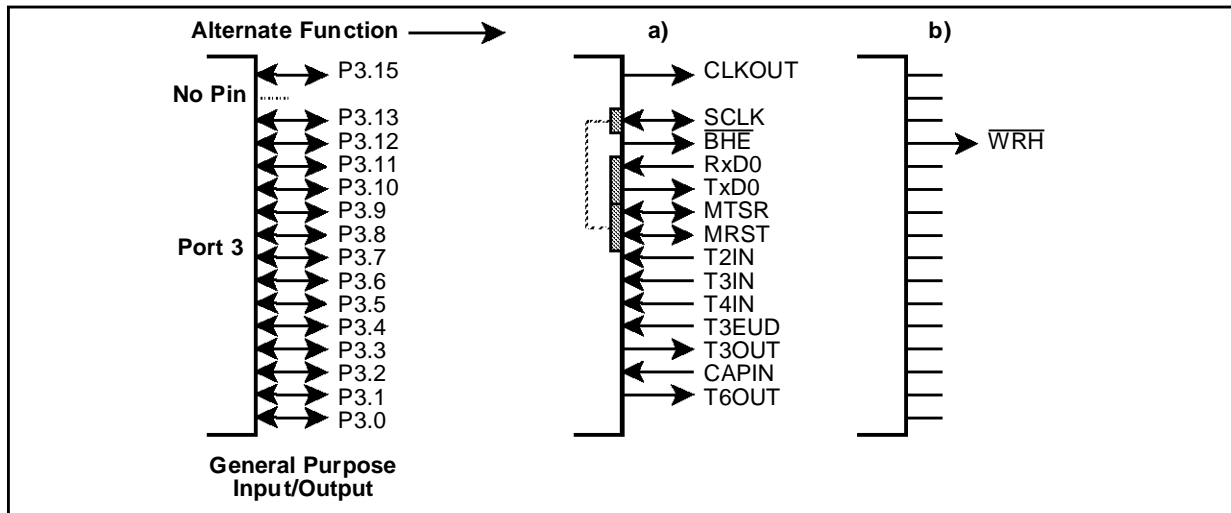 Alternate Function a) b)
P3.15 CLKOUT
No Pin
P3.13 SCLK
P3.12 BHE WRH
P3.11 RxD0
P3.10 TxD0
P3.9 MTSR
P3.8 MRST
Port 3
P3.7 T2IN
P3.6 T3IN
P3.5 T4IN
P3.4 T3EUD
P3.3 T3OUT
P3.2 CAPIN
P3.1 T6OUT
P3.0
General Purpose
Input/Output